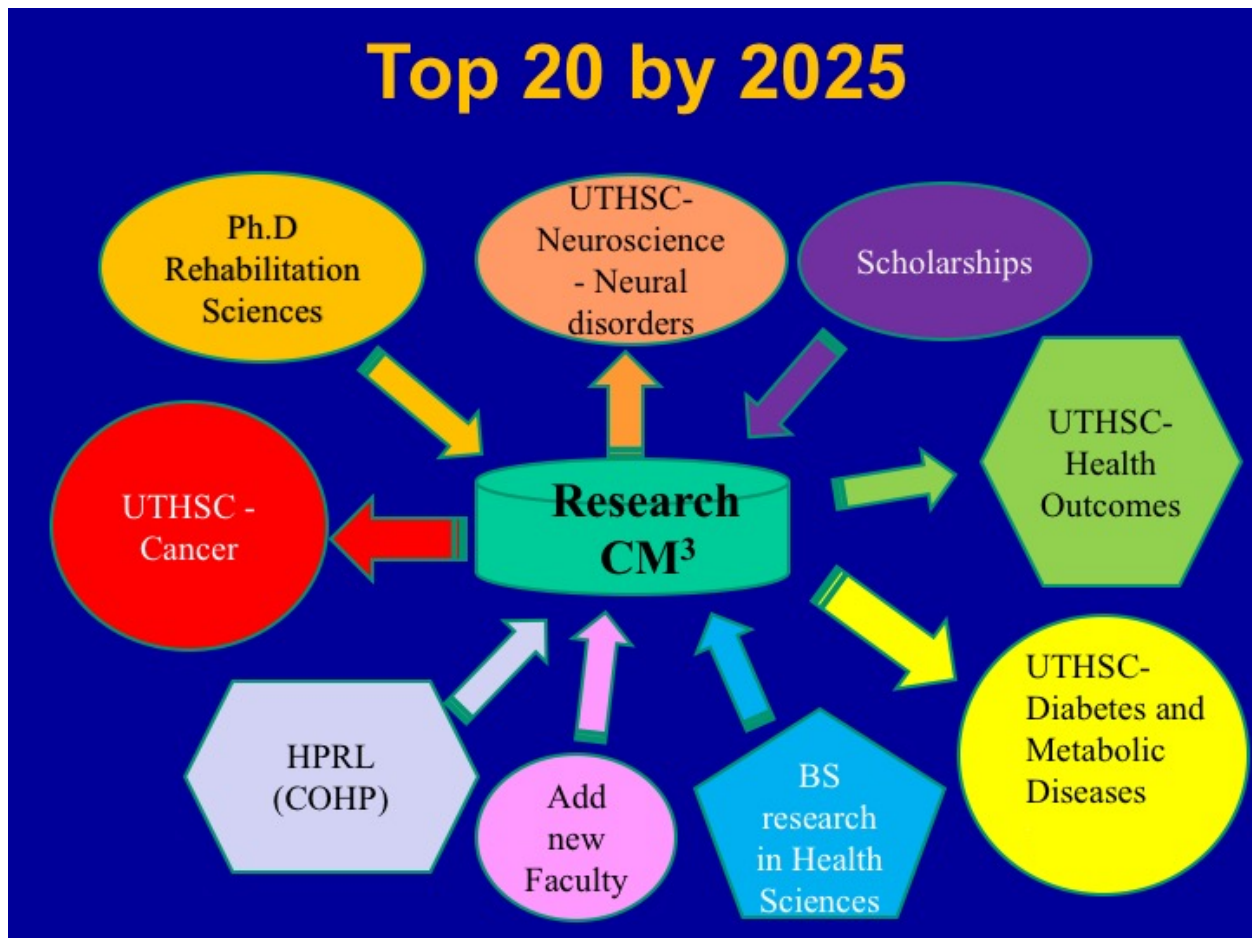 Top 20 by 2025
Ph.D
Rehabilitation
Sciences
UTHSC-
Neuroscience
- Neural
disorders
Scholarships
UTHSC-
Health
Outcomes
UTHSC -
Cancer
Research
CM³
UTHSC-
Diabetes and
Metabolic
Diseases
HPRL
(COHP)
Add
new
Faculty
BS
research
in Health
Sciences